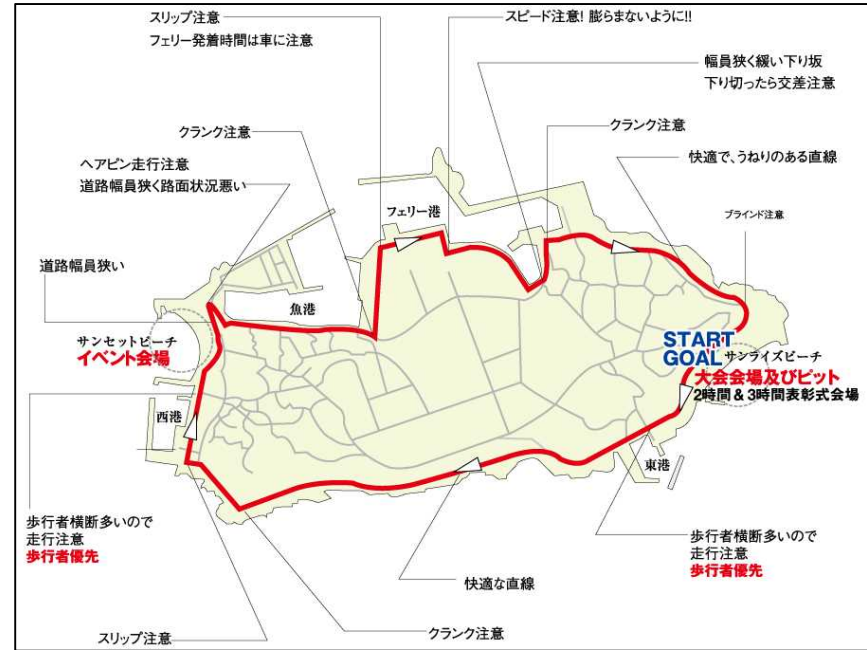 スリップ注意
フェリー発着時間は車に注意
スピード注意! 膨らまないように!!
幅員狭く緩い下り坂
下り切ったら交差注意
クランク注意
クランク注意
ヘアピン走行注意
道路幅員狭く路面状況悪い
快適で、うねりのある直線
フェリー港
ブラインド注意
道路幅員狭い
魚港
サンセットビーチ
イベント会場
START
GOAL
サンライズビーチ
大会会場及びピット
2時間&3時間表彰式会場
西港
東港
歩行者横断多いので
走行注意
歩行者優先
歩行者横断多いので
走行注意
歩行者優先
快適な直線
スリップ注意
クランク注意